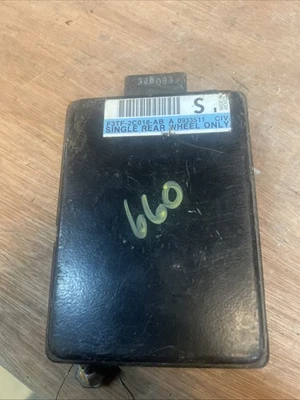 S
F3TF-2C018-AB A 0933511 CIV
SINGLE REAR WHEEL ONLY
660